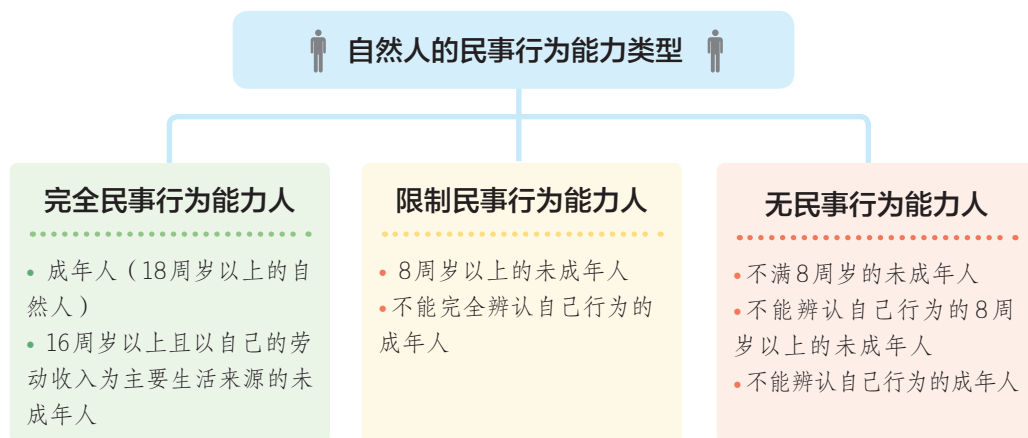 自然人的民事行为能力类型
完全民事行为能力人
• 成年人（18周岁以上的自
然人）
• 16周岁以上且以自己的劳
动收入为主要生活来源的未
成年人
限制民事行为能力人
• 8周岁以上的未成年人
• 不能完全辨认自己行为的
成年人
无民事行为能力人
• 不满8周岁的未成年人
• 不能辨认自己行为的8周
岁以上的未成年人
• 不能辨认自己行为的成年人